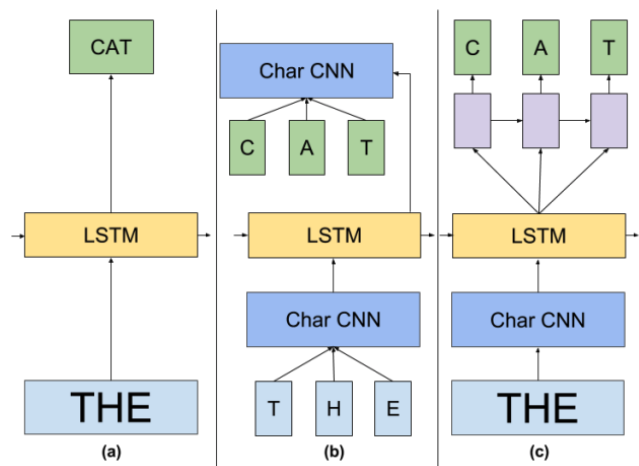 CAT
LSTM
THE
(a)
Char CNN
C A T
LSTM
Char CNN
T H E
(b)
C A T
LSTM
Char CNN
THE
(c)